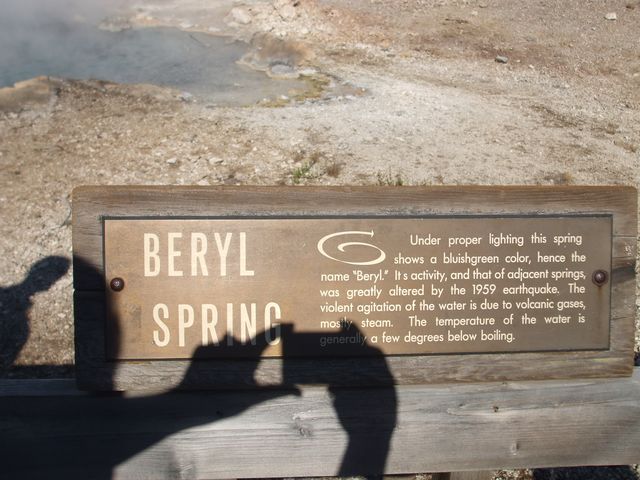 BERYL
SPRING
Under proper lighting this spring
shows a bluishgreen color, hence the
name "Beryl." It s activity, and that of adjacent springs,
was greatly altered by the 1959 earthquake. The
violent agitation of the water is due to volcanic gases,
mostly steam. The temperature of the water is
generally a few degrees below boiling.